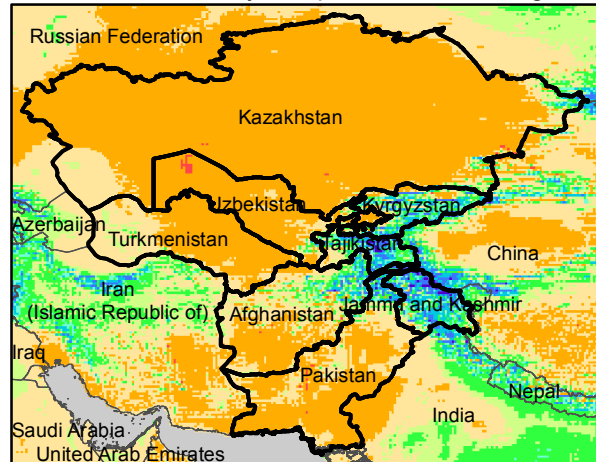 Russian Federation
Kazakhstan
Uzbekistan
Kyrgyzstan
Azerbaijan
Turkmenistan
Tajikistan
China
Iran
(Islamic Republic of)
Afghanistan
Jammu and Kashmir
Iraq
Pakistan
Nepal
India
Saudi Arabia
United Arab Emirates